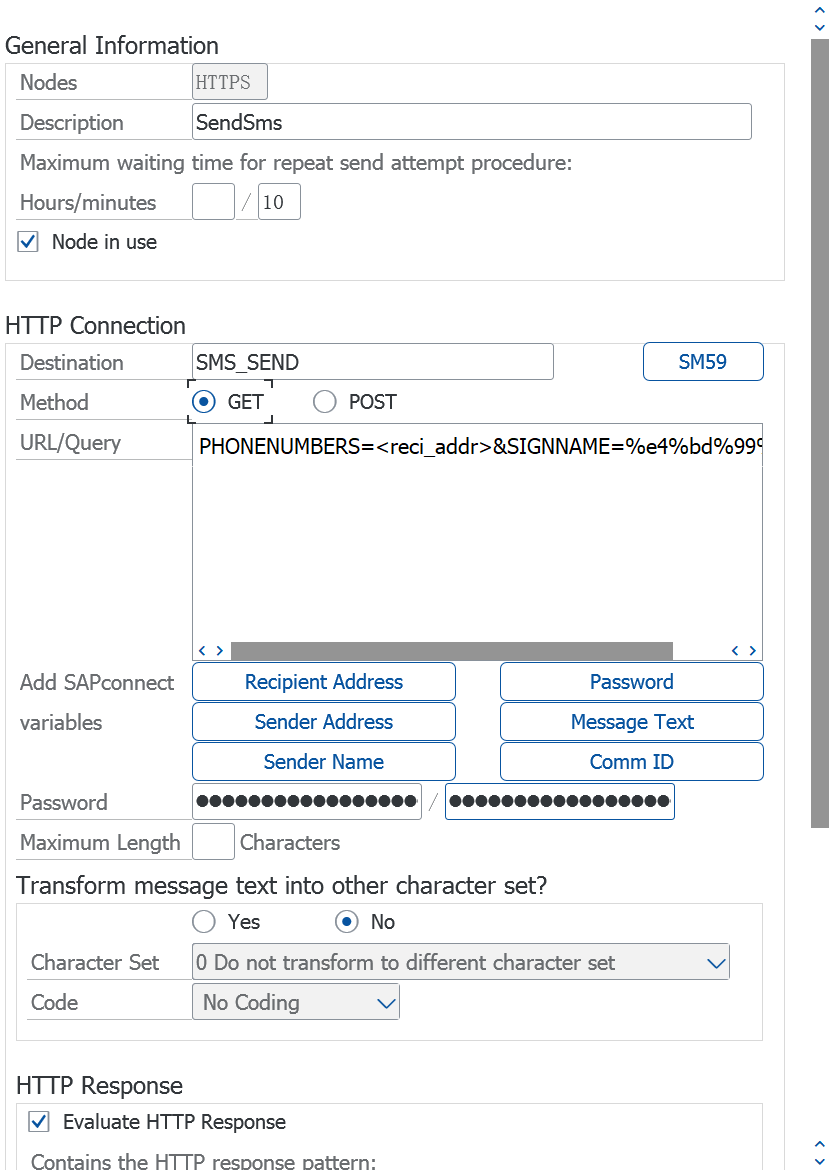 General Information
Nodes HTTPS
Description SendSms
Maximum waiting time for repeat send attempt procedure:
Hours/minutes / 10
Node in use
HTTP Connection
Destination SMS_SEND SM59
Method GET POST
URL/Query PHONENUMBERS=<reci_addr>&SIGNNAME=%e4%bd%99%
Add SAPconnect Recipient Address Password
variables Sender Address Message Text
Sender Name Comm ID
Password /
Maximum Length Characters
Transform message text into other character set?
Yes No
Character Set 0 Do not transform to different character set
Code No Coding
HTTP Response
Evaluate HTTP Response
Contains the HTTP response pattern: